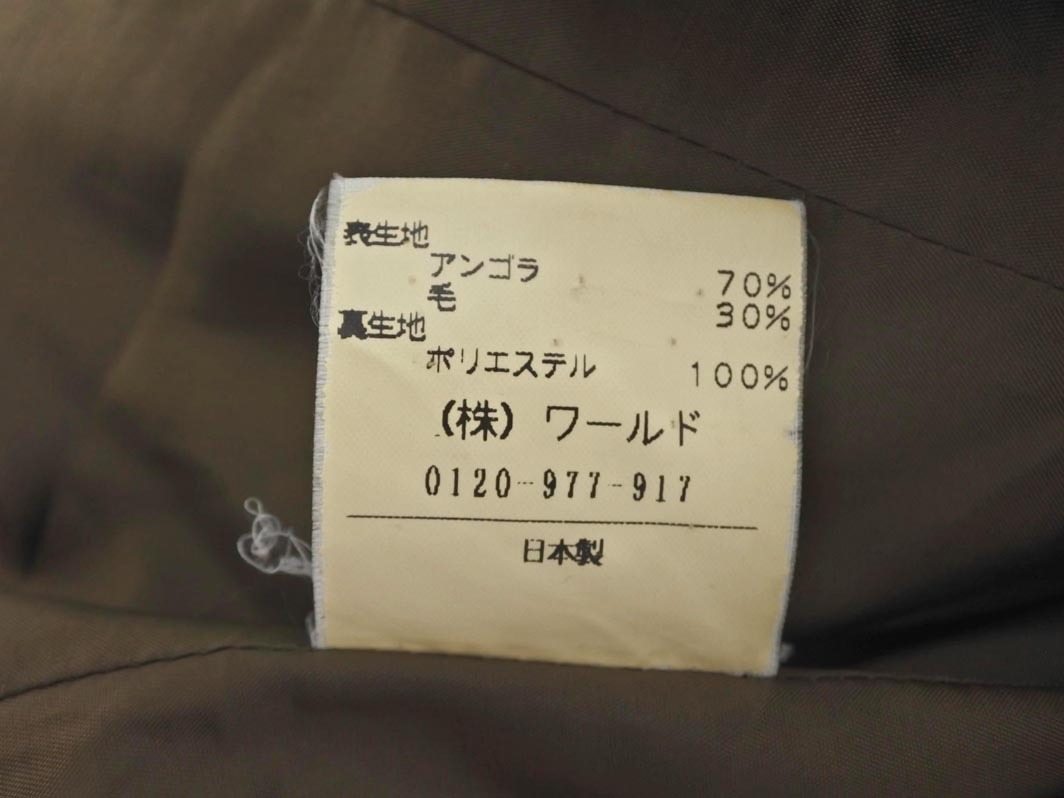 表生地
アンゴラ 70%
毛 30%
裏生地
ポリエステル 100%
(株) ワールド
0120-977-917
日本製